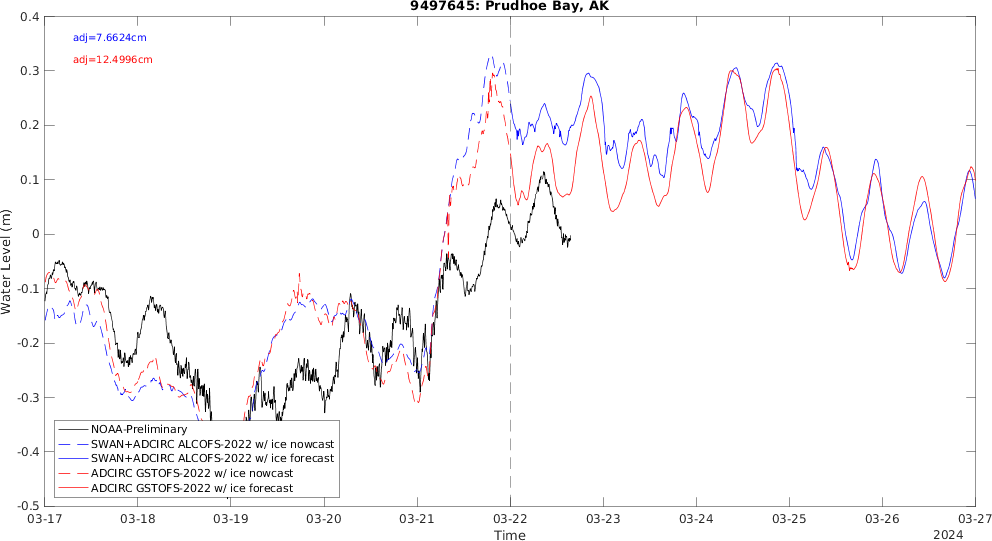 9497645: Prudhoe Bay, AK
adj=7.6624cm
adj=12.4996cm
Water Level (m)
0.4
0.3
0.2
0.1
0
-0.1
-0.2
-0.3
-0.4
-0.5
NOAA-Preliminary
SWAN+ADCIRC ALCOFS-2022 w/ ice nowcast
SWAN+ADCIRC ALCOFS-2022 w/ ice forecast
ADCIRC GSTOFS-2022 w/ ice nowcast
ADCIRC GSTOFS-2022 w/ ice forecast
03-17 03-18 03-19 03-20 03-21 03-22 03-23 03-24 03-25 03-26 03-27
Time
2024